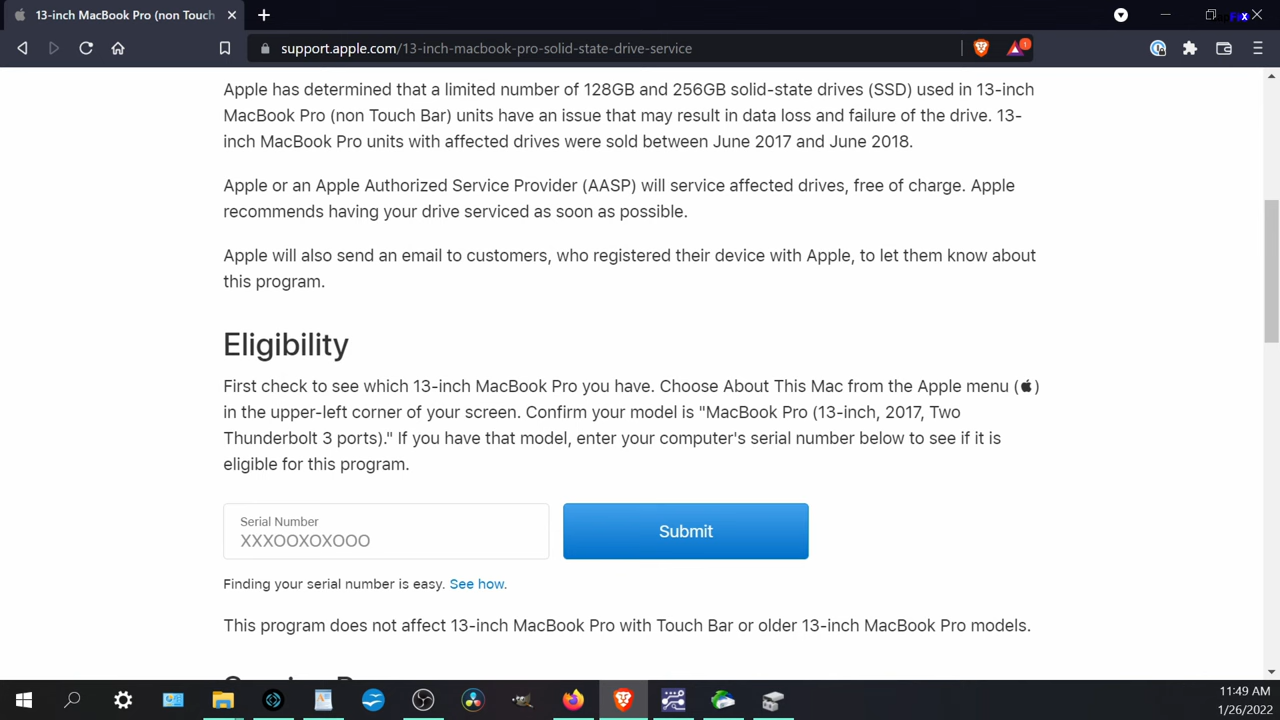 13-inch MacBook Pro (non Touch
support.apple.com/13-inch-macbook-pro-solid-state-drive-service
1
Apple has determined that a limited number of 128GB and 256GB solid-state drives (SSD) used in 13-inch
MacBook Pro (non Touch Bar) units have an issue that may result in data loss and failure of the drive. 13-
inch MacBook Pro units with affected drives were sold between June 2017 and June 2018.
Apple or an Apple Authorized Service Provider (AASP) will service affected drives, free of charge. Apple
recommends having your drive serviced as soon as possible.
Apple will also send an email to customers, who registered their device with Apple, to let them know about
this program.
Eligibility
First check to see which 13-inch MacBook Pro you have. Choose About This Mac from the Apple menu ()
in the upper-left corner of your screen. Confirm your model is "MacBook Pro (13-inch, 2017, Two
Thunderbolt 3 ports)." If you have that model, enter your computer's serial number below to see if it is
eligible for this program.
Serial Number
XXXOOXOXOOO
Submit
Finding your serial number is easy. See how.
This program does not affect 13-inch MacBook Pro with Touch Bar or older 13-inch MacBook Pro models.
11:49 AM
1/26/2022